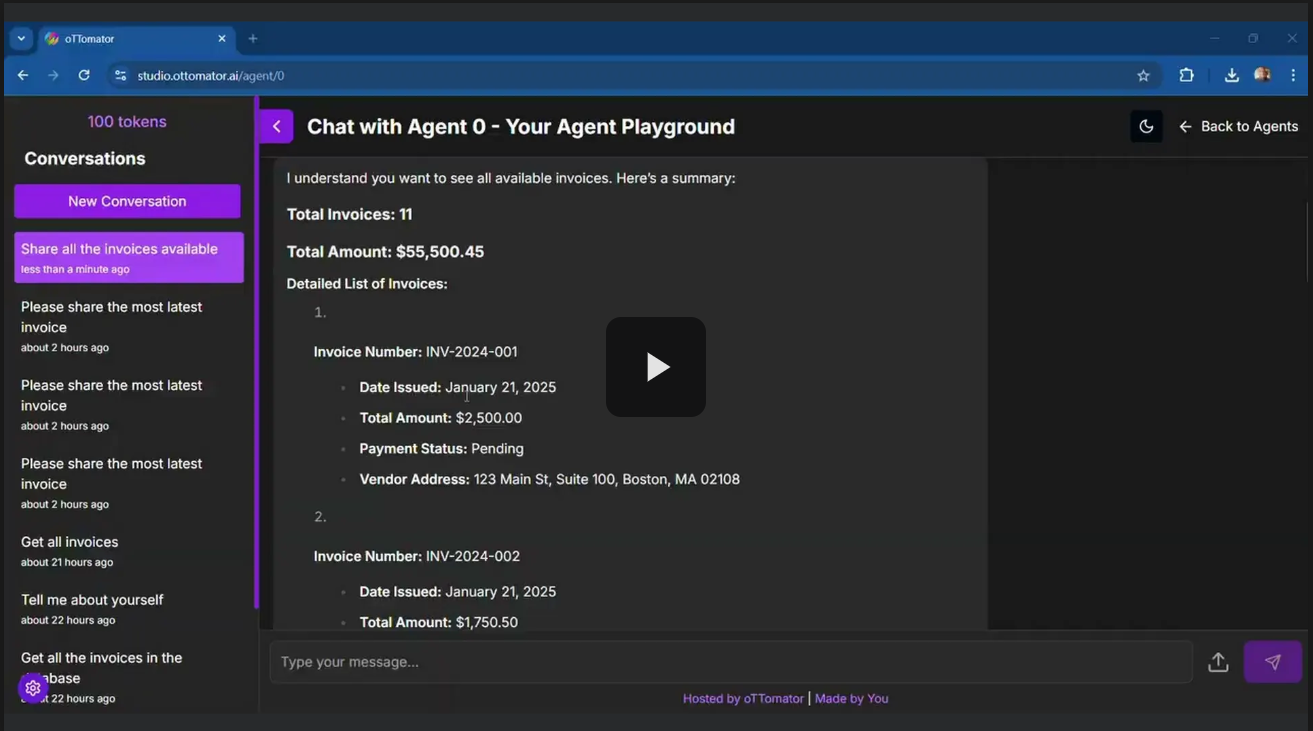 oTTomator
studio.ottomator.ai/agent/0
100 tokens
Conversations
New Conversation
Share all the invoices available
less than a minute ago
Please share the most latest
invoice
about 2 hours ago
Please share the most latest
invoice
about 2 hours ago
Please share the most latest
invoice
about 2 hours ago
Get all invoices
about 21 hours ago
Tell me about yourself
about 22 hours ago
Get all the invoices in the
22 hours ago
Chat with Agent 0 - Your Agent Playground
Back to Agents
I understand you want to see all available invoices. Here's a summary:
Total Invoices: 11
Total Amount: $55,500.45
Detailed List of Invoices:
1.
Invoice Number: INV-2024-001
Date Issued: January 21, 2025
Total Amount: $2,500.00
Payment Status: Pending
Vendor Address: 123 Main St, Suite 100, Boston, MA 02108
2.
Invoice Number: INV-2024-002
Date Issued: January 21, 2025
Total Amount: $1,750.50
Type your message...
Hosted by oTTomator | Made by You